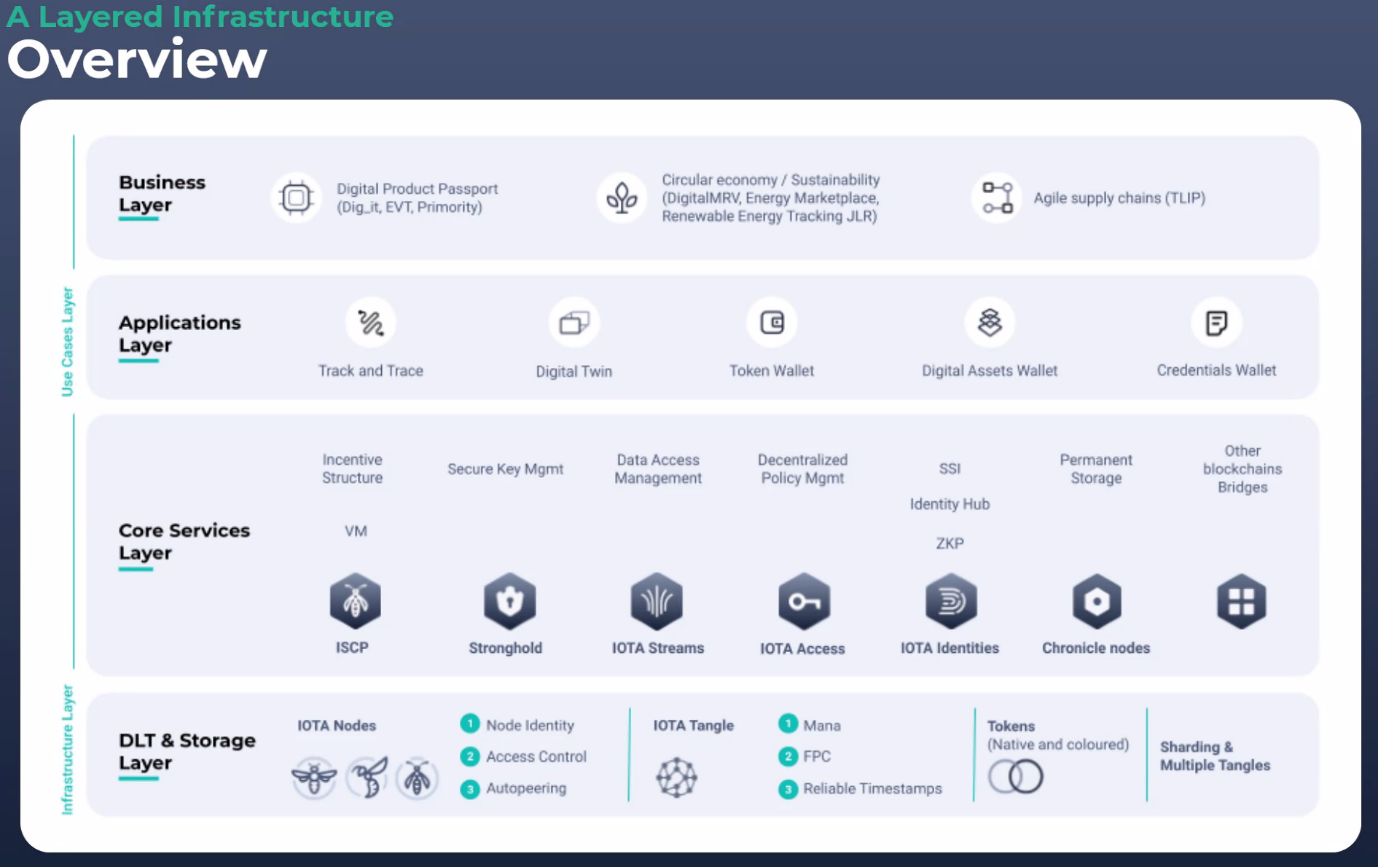 A Layered Infrastructure
Overview
Use Cases Layer
Business
Layer
Digital Product Passport
(Dig_it, EVT, Primority)
Circular economy / Sustainability
(DigitalMRV, Energy Marketplace,
Renewable Energy Tracking JLR)
Agile supply chains (TLIP)
Applications
Layer
Track and Trace
Digital Twin
Token Wallet
Digital Assets Wallet
Credentials Wallet
Infrastructure Layer
Core Services
Layer
Incentive
Structure
VM
ISCP
Secure Key Mgmt
Stronghold
Data Access
Management
IOTA Streams
Decentralized
Policy Mgmt
IOTA Access
SSI
Identity Hub
ZKP
IOTA Identities
Permanent
Storage
Chronicle nodes
Other
blockchains
Bridges
DLT & Storage
Layer
IOTA Nodes
1 Node Identity
2 Access Control
3 Autopeering
IOTA Tangle
1 Mana
2 FPC
3 Reliable Timestamps
Tokens
(Native and coloured)
Sharding &
Multiple Tangles